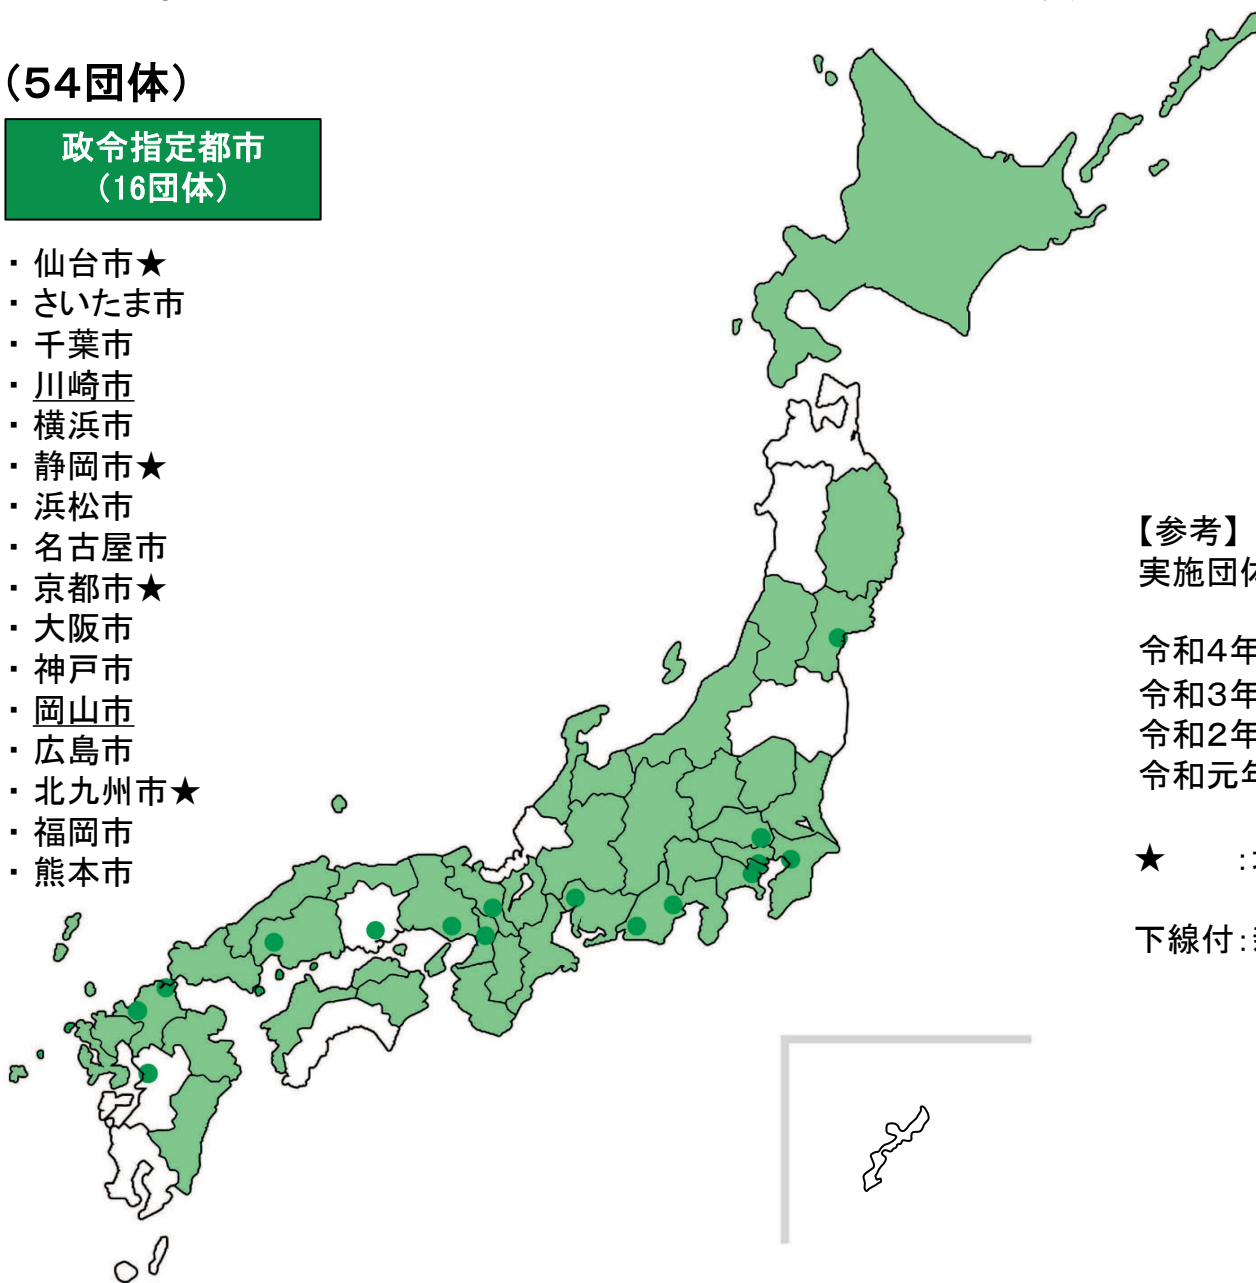 (54団体)
政令指定都市
(16団体)
・ 仙台市★
・ さいたま市
・ 千葉市
・ 川崎市
・ 横浜市
・ 静岡市★
・ 浜松市
・ 名古屋市
・ 京都市★
・ 大阪市
・ 神戸市
・ 岡山市
・ 広島市
・ 北九州市★
・ 福岡市
・ 熊本市
【参考】
実施団体
令和4年
令和3年
令和2年
令和元年
★ :
下線付: